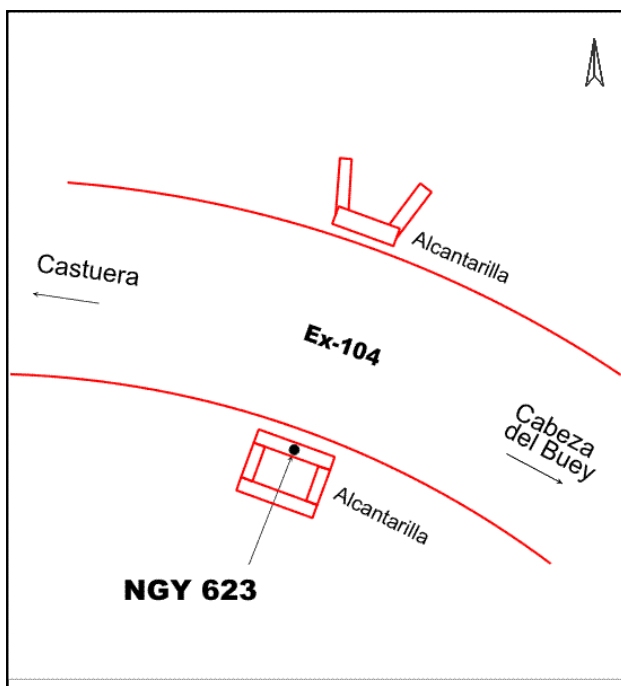 Alcantarilla
Castuera
Ex-104
Cabeza
del Buey
Alcantarilla
NGY 623